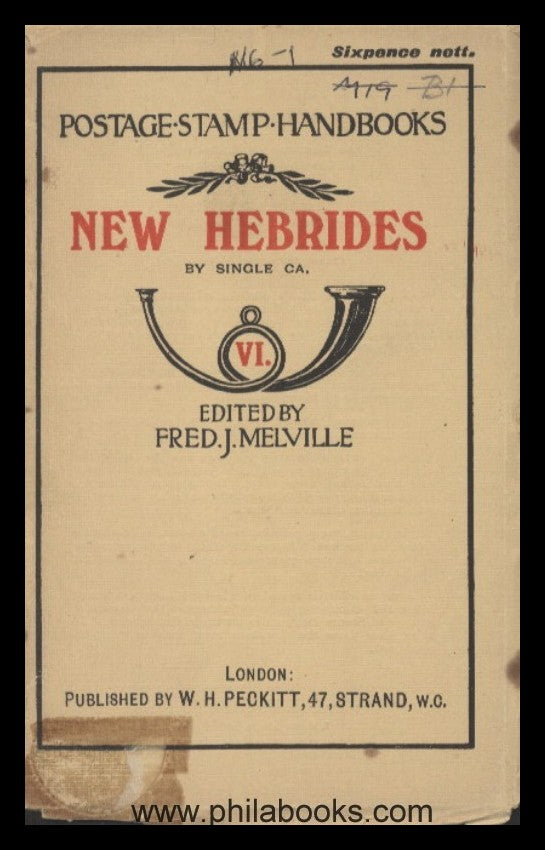 Sixpence nett.
POSTAGE·STAMP·HANDBOOKS
NEW HEBRIDES
BY SINGLE CA.
VI.
EDITED BY
FRED. J. MELVILLE
LONDON:
PUBLISHED BY W. H. PECKITT, 47, STRAND, W.C.
www.philabooks.com